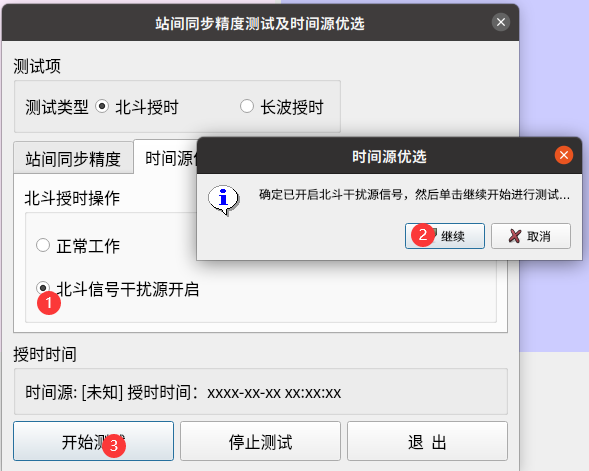 站间同步精度测试及时间源优选
测试项
测试类型 北斗授时 长波授时
站间同步精度 时间源
时间源优选
确定已开启北斗干扰源信号，然后单击继续开始进行测试...
2 继续 取消
北斗授时操作
正常工作
北斗信号干扰源开启
1
授时时间
时间源: [未知] 授时时间：xxxx-xx-xx xx:xx:xx
开始测 3 停止测试 退 出